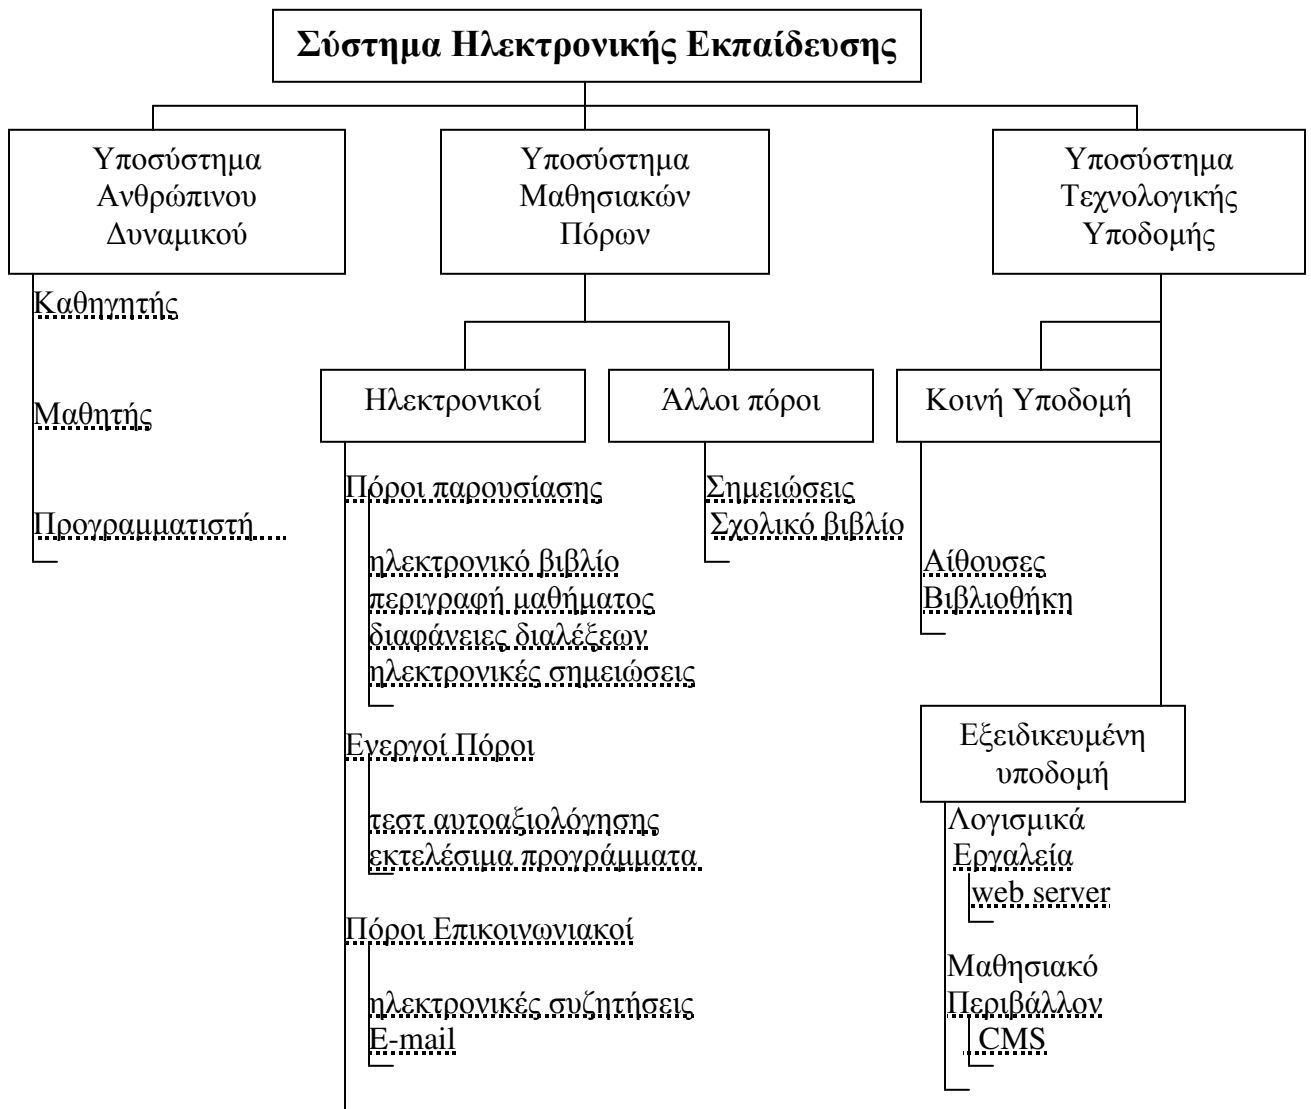 Σύστημα Ηλεκτρονικής Εκπαίδευσης
Υποσύστημα
Ανθρώπινου
Δυναμικού
Υποσύστημα
Μαθησιακών
Πόρων
Υποσύστημα
Τεχνολογικής
Υποδομής
Καθηγητής
Μαθητής
Προγραμματιστή
Ηλεκτρονικοί
Πόροι παρουσίασης
ηλεκτρονικό βιβλίο
περιγραφή μαθήματος
διαφάνειες διαλέξεων
ηλεκτρονικές σημειώσεις
Ενεργοί Πόροι
τεστ αυτοαξιολόγησης
εκτελέσιμα προγράμματα
Πόροι Επικοινωνιακοί
ηλεκτρονικές συζητήσεις
E-mail
Άλλοι πόροι
Σημειώσεις
Σχολικό βιβλίο
Κοινή Υποδομή
Αίθουσες
Βιβλιοθήκη
Εξειδικευμένη
υποδομή
Λογισμικά
Εργαλεία
web server
Μαθησιακό
Περιβάλλον
CMS